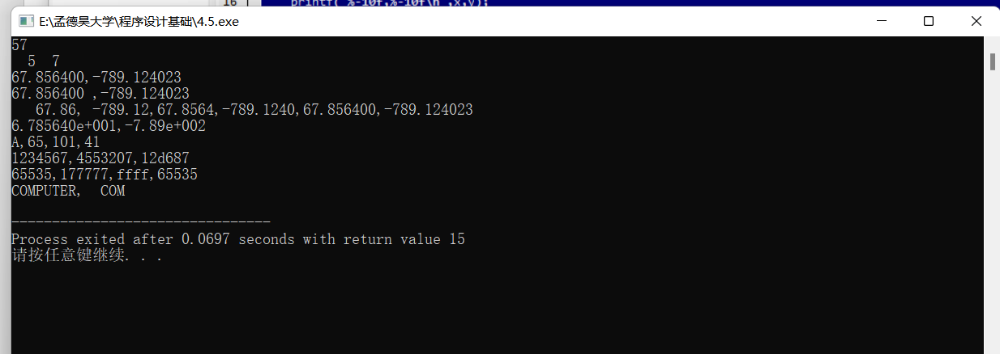 16 printf("%-10f,%-10f\n",x,y);
E:\孟德昊大学\程序设计基础\4.5.exe
57
  5  7
67.856400,-789.124023
67.856400 ,-789.124023
   67.86, -789.12,67.8564,-789.1240,67.856400,-789.124023
6.785640e+001,-7.89e+002
A,65,101,41
1234567,4553207,12d687
65535,177777,ffff,65535
COMPUTER,  COM
--------------------------------
Process exited after 0.0697 seconds with return value 15
请按任意键继续. . .